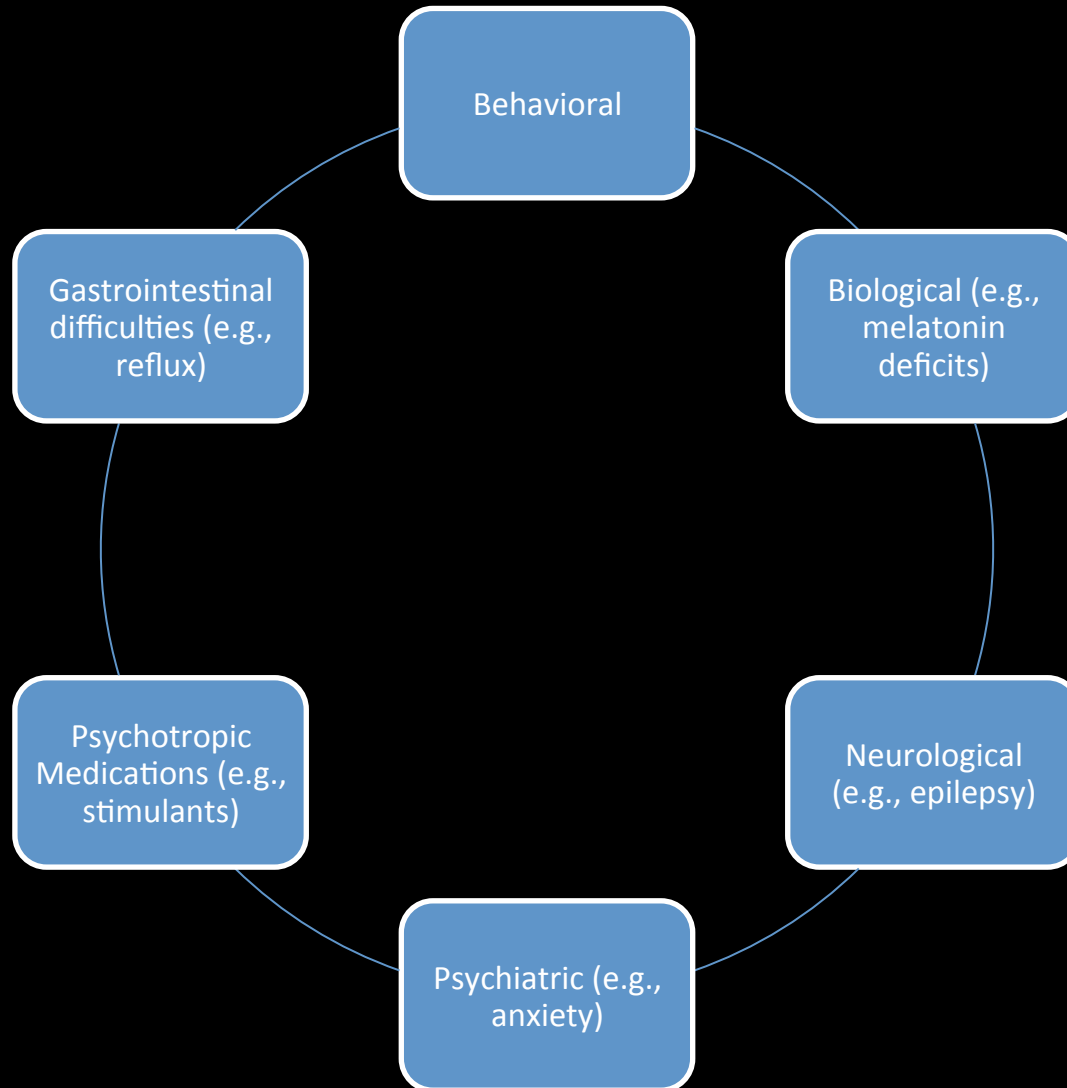 Behavioral
Biological (e.g.,
melatonin
deficits)
Neurological
(e.g., epilepsy)
Psychiatric (e.g.,
anxiety)
Psychotropic
Medications (e.g.,
stimulants)
Gastrointestinal
difficulties (e.g.,
reflux)